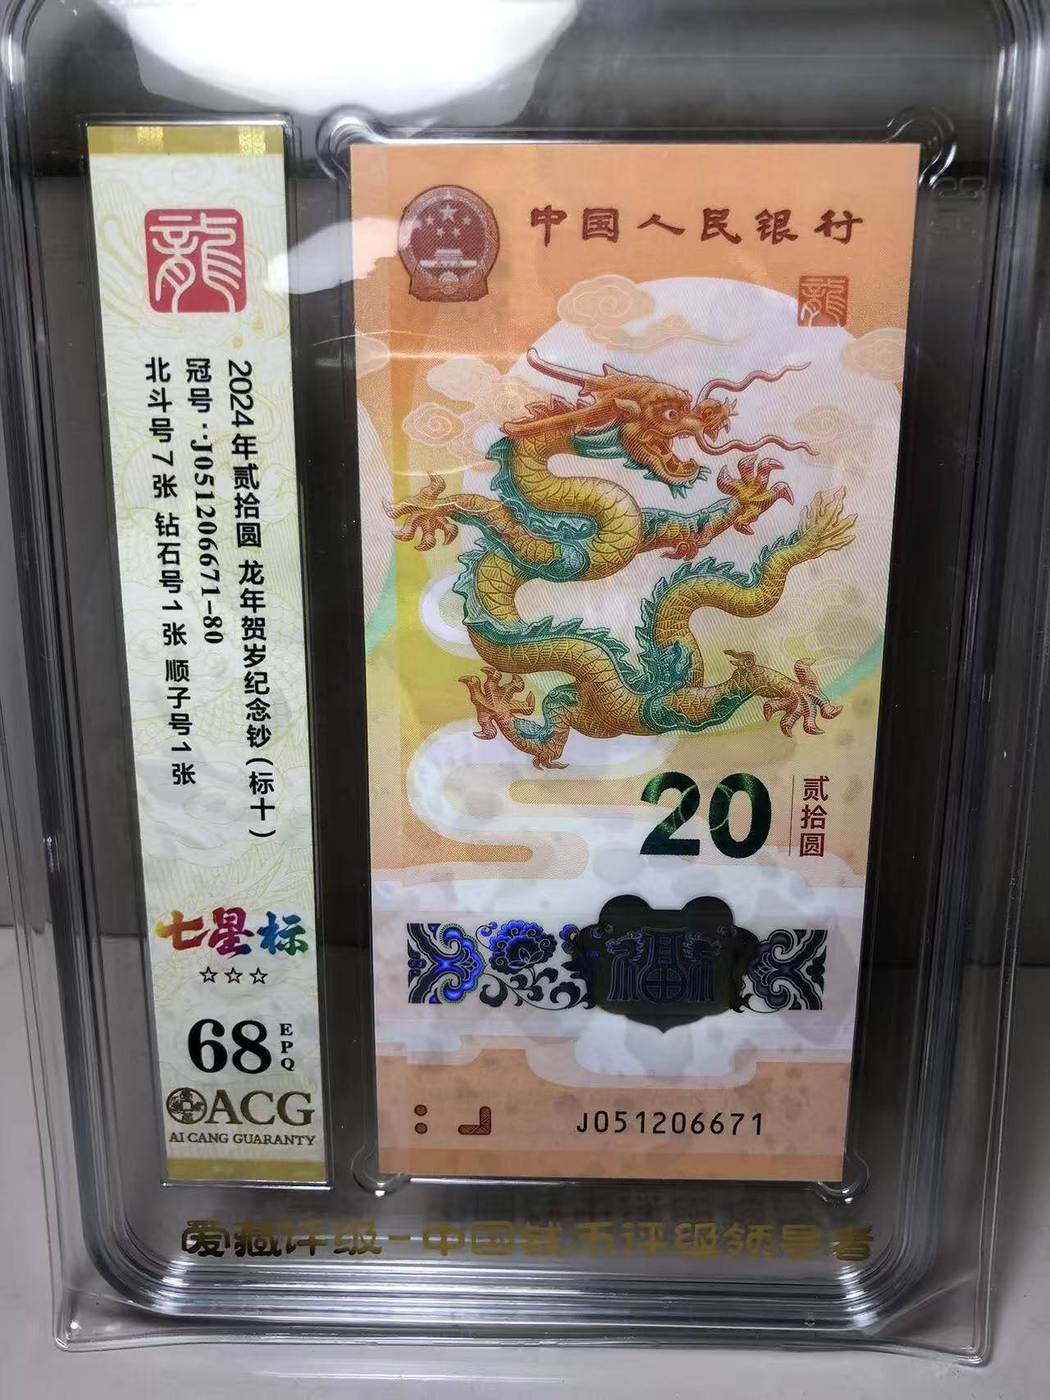 龍
2024年贰拾圆 龙年贺岁纪念钞（标十）
冠号·J051206671-80
北斗号7张 钻石号1张 顺子号1张
七星标
☆☆☆
68 EPQ
ACG
AI CANG GUARANTY
中国人民银行
龍
20 贰拾圆
福
J051206671
爱藏评级-中国钱币评级领导者